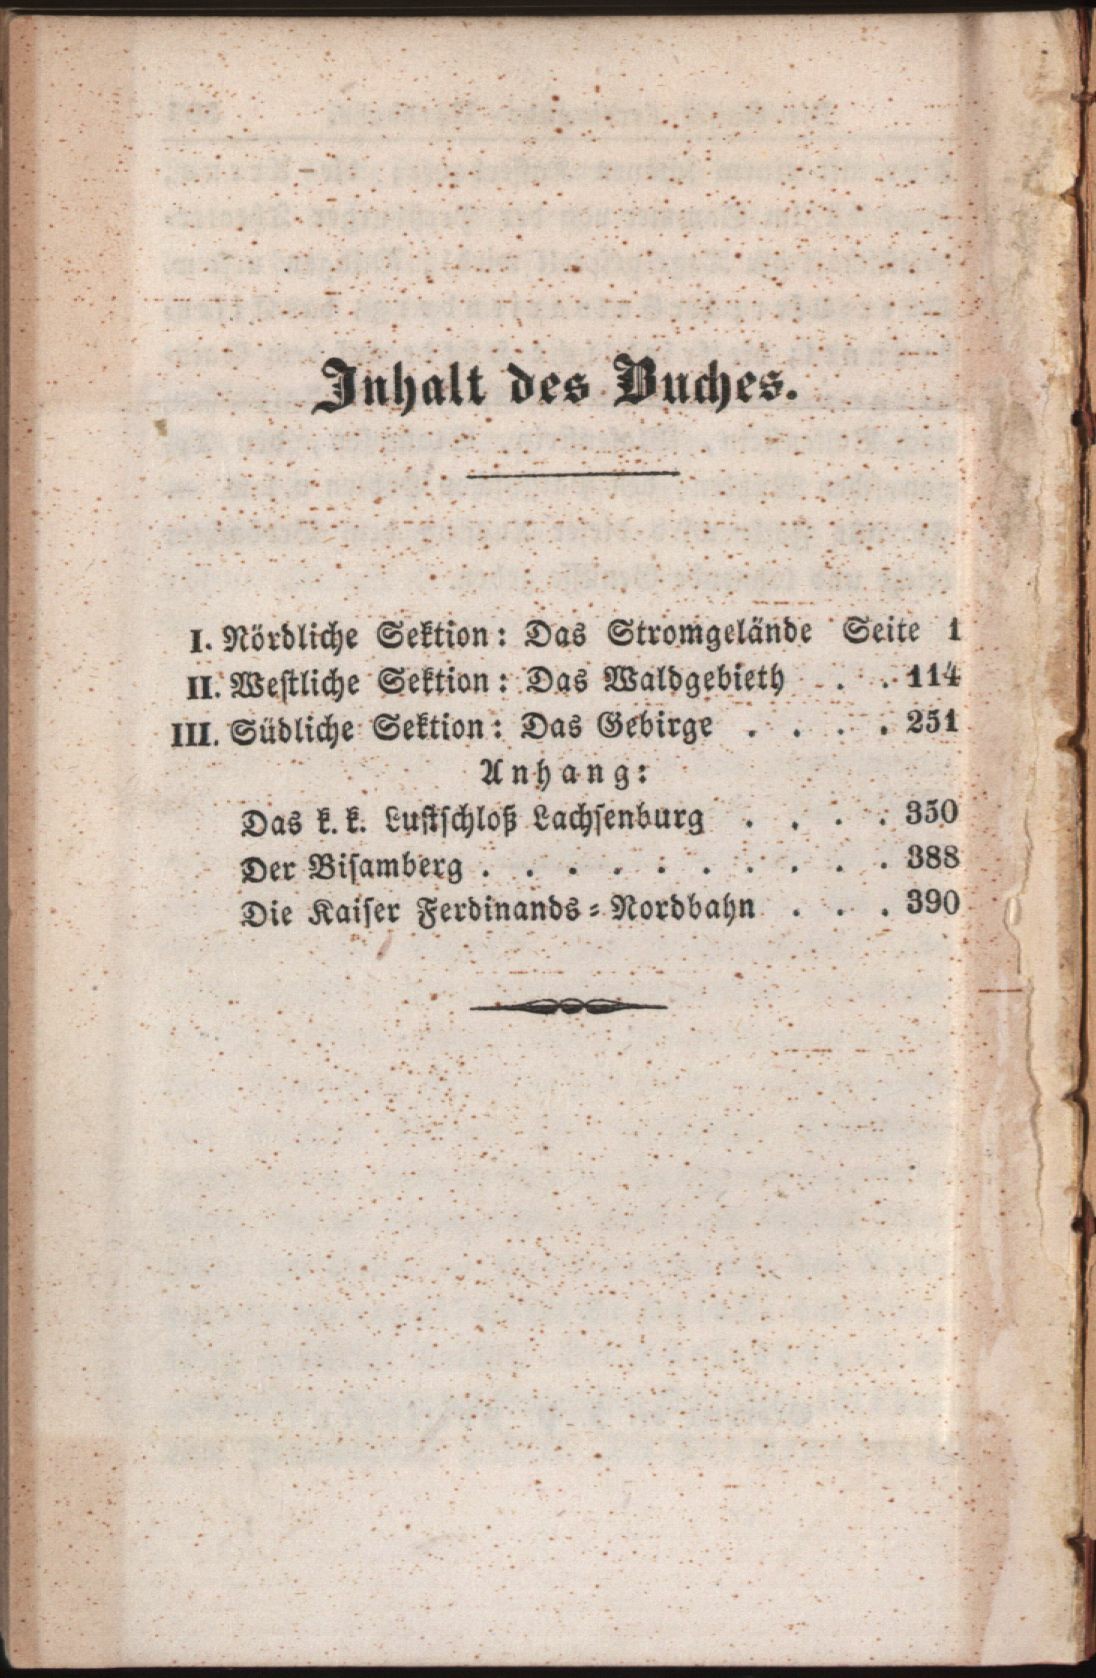 Inhalt des Buches.
I. Nördliche Sektion: Das Stromgelände Seite 1
II. Westliche Sektion: Das Waldgebieth . . 114
III. Südliche Sektion: Das Gebirge . . . . 251
Anhang:
Das k. k. Lustschloß Lachsenburg . . . . 350
Der Bisamberg . . . . . . . . . . 388
Die Kaiser Ferdinands-Nordbahn . . . 390